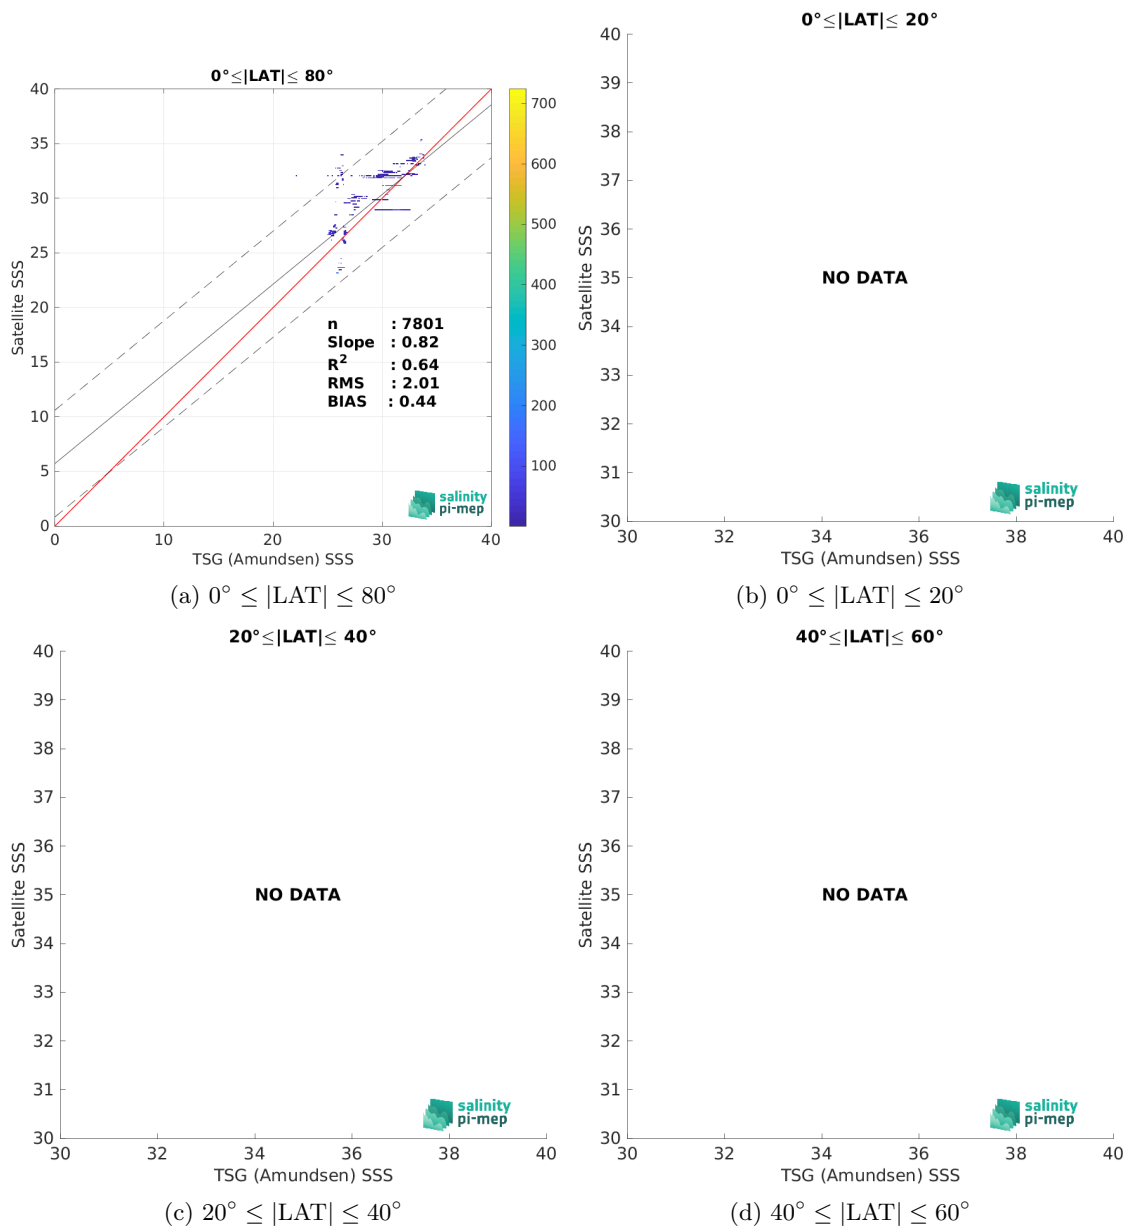 0°≤|LAT|≤ 80°
40
35
30
25
20
15
10
5
0
Satellite SSS
0
10
20
30
40
TSG (Amundsen) SSS
700
600
500
400
300
200
100
n : 7801
Slope : 0.82
R² : 0.64
RMS : 2.01
BIAS : 0.44
salinity
pi-mep
(a) 0° ≤ |LAT| ≤ 80°
0°≤|LAT|≤ 20°
40
39
38
37
36
35
34
33
32
31
30
Satellite SSS
NO DATA
salinity
pi-mep
30
32
34
36
38
40
TSG (Amundsen) SSS
(b) 0° ≤ |LAT| ≤ 20°
20°≤|LAT|≤ 40°
40
39
38
37
36
35
34
33
32
31
30
Satellite SSS
NO DATA
salinity
pi-mep
30
32
34
36
38
40
TSG (Amundsen) SSS
(c) 20° ≤ |LAT| ≤ 40°
40°≤|LAT|≤ 60°
40
39
38
37
36
35
34
33
32
31
30
Satellite SSS
NO DATA
salinity
pi-mep
30
32
34
36
38
40
TSG (Amundsen) SSS
(d) 40° ≤ |LAT| ≤ 60°